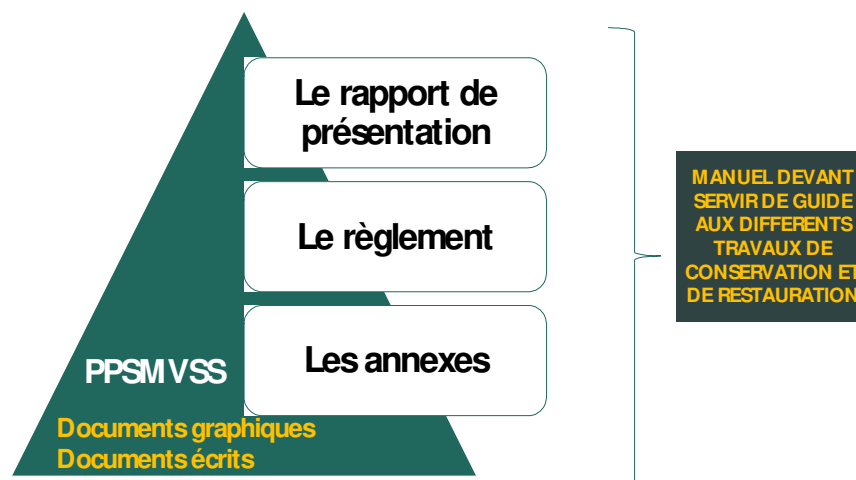 Le rapport de
présentation
Le règlement
Les annexes
PPSMVSS
Documents graphiques
Documents écrits
MANUEL DEVANT
SERVIR DE GUIDE
AUX DIFFERENTS
TRAVAUX DE
CONSERVATION ET
DE RESTAURATION